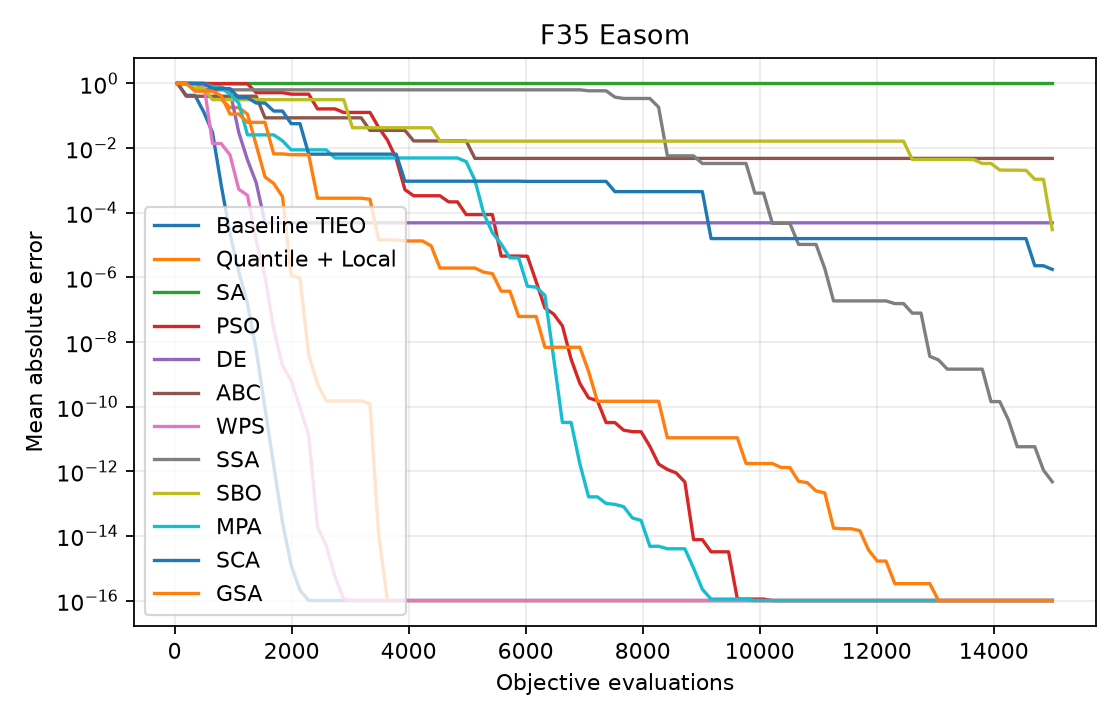 F35 Easom
Mean absolute error
10⁰
10⁻²
10⁻⁴
10⁻⁶
10⁻⁸
10⁻¹⁰
10⁻¹²
10⁻¹⁴
10⁻¹⁶
Baseline TIEO
Quantile + Local
SA
PSO
DE
ABC
WPS
SSA
SBO
MPA
SCA
GSA
0 2000 4000 6000 8000 10000 12000 14000
Objective evaluations